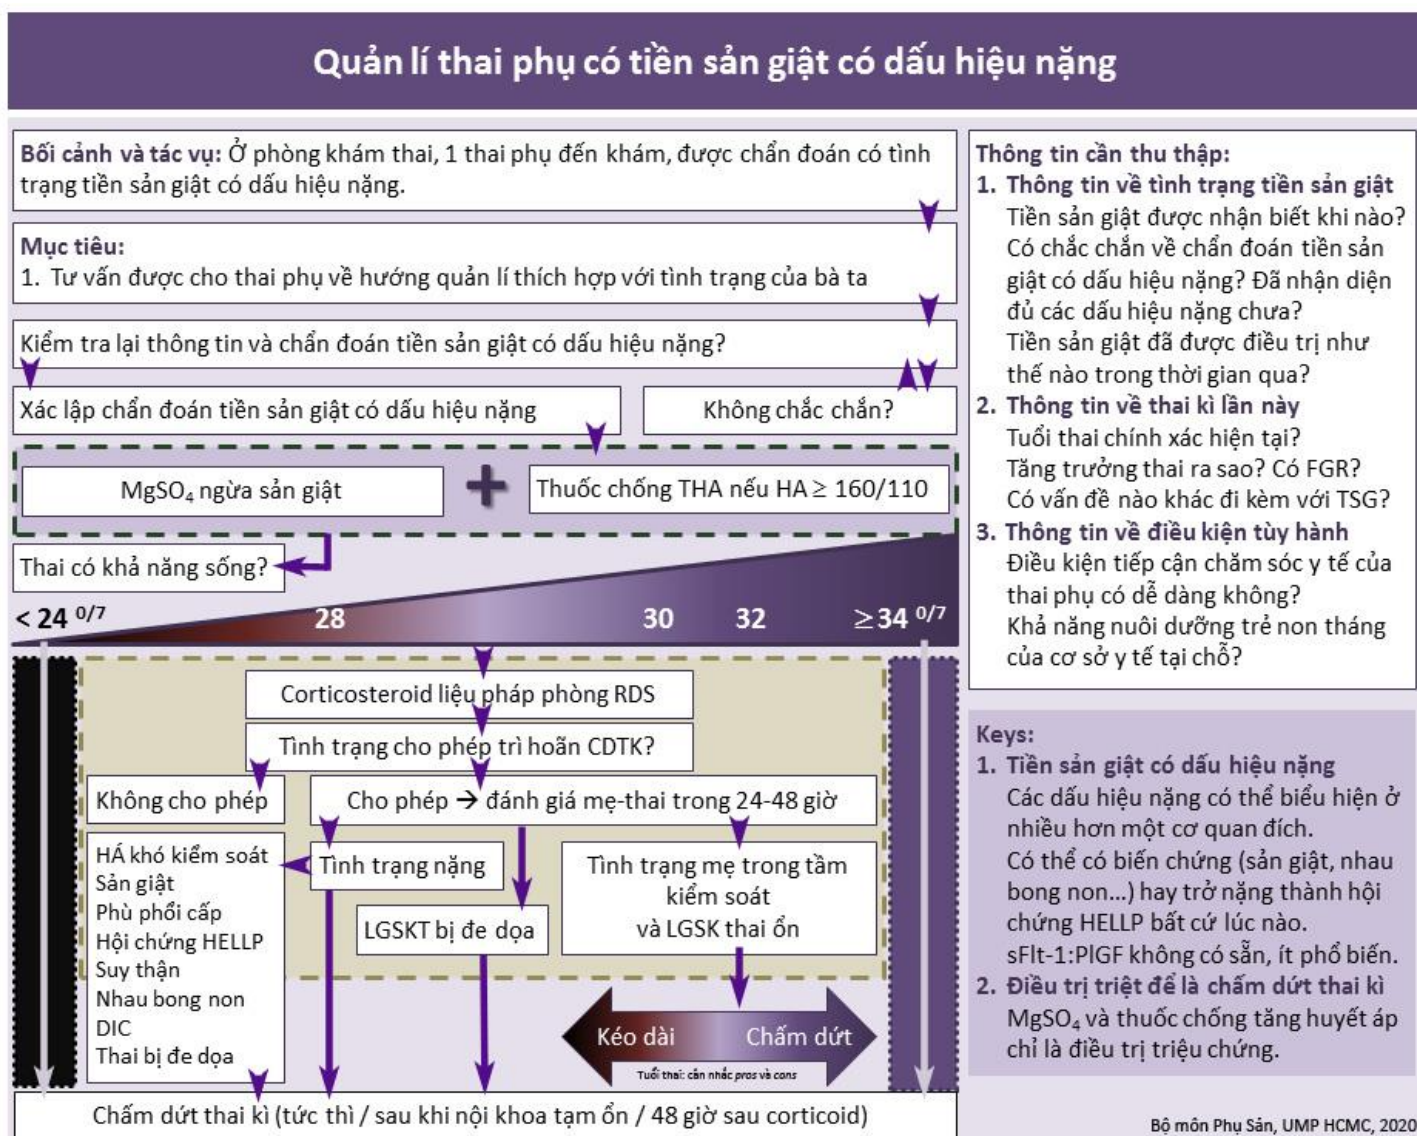 Quản lí thai phụ có tiền sản giật có dấu hiệu nặng
Bối cảnh và tác vụ: Ở phòng khám thai, 1 thai phụ đến khám, được chẩn đoán có tình
trạng tiền sản giật có dấu hiệu nặng.
Mục tiêu:
1. Tư vấn được cho thai phụ về hướng quản lí thích hợp với tình trạng của bà ta
Kiểm tra lại thông tin và chẩn đoán tiền sản giật có dấu hiệu nặng?
Xác lập chẩn đoán tiền sản giật có dấu hiệu nặng
Không chắc chắn?
MgSO₄ ngừa sản giật
+
Thuốc chống THA nếu HA ≥ 160/110
Thai có khả năng sống?
< 24 0/7
28
30
32
≥ 34 0/7
Corticosteroid liệu pháp phòng RDS
Tình trạng cho phép trì hoãn CDTK?
Không cho phép
Cho phép → đánh giá mẹ-thai trong 24-48 giờ
HÁ khó kiểm soát
Sản giật
Phù phổi cấp
Hội chứng HELLP
Suy thận
Nhau bong non
DIC
Thai bị đe dọa
Tình trạng nặng
LGSKT bị đe dọa
Tình trạng mẹ trong tầm
kiểm soát
và LGSK thai ổn
Kéo dài
Chấm dứt
Tuổi thai: cân nhắc pros và cons
Chấm dứt thai kì (tức thì / sau khi nội khoa tạm ổn / 48 giờ sau corticoid)
Thông tin cần thu thập:
1. Thông tin về tình trạng tiền sản giật
Tiền sản giật được nhận biết khi nào?
Có chắc chắn về chẩn đoán tiền sản
giật có dấu hiệu nặng? Đã nhận diện
đủ các dấu hiệu nặng chưa?
Tiền sản giật đã được điều trị như
thế nào trong thời gian qua?
2. Thông tin về thai kì lần này
Tuổi thai chính xác hiện tại?
Tăng trưởng thai ra sao? Có FGR?
Có vấn đề nào khác đi kèm với TSG?
3. Thông tin về điều kiện tùy hành
Điều kiện tiếp cận chăm sóc y tế của
thai phụ có dễ dàng không?
Khả năng nuôi dưỡng trẻ non tháng
của cơ sở y tế tại chỗ?
Keys:
1. Tiền sản giật có dấu hiệu nặng
Các dấu hiệu nặng có thể biểu hiện ở
nhiều hơn một cơ quan đích.
Có thể có biến chứng (sản giật, nhau
bong non...) hay trở nặng thành hội
chứng HELLP bất cứ lúc nào.
sFlt-1:PlGF không có sẵn, ít phổ biến.
2. Điều trị triệt để là chấm dứt thai kì
MgSO₄ và thuốc chống tăng huyết áp
chỉ là điều trị triệu chứng.
Bộ môn Phụ Sản, UMP HCMC, 2020